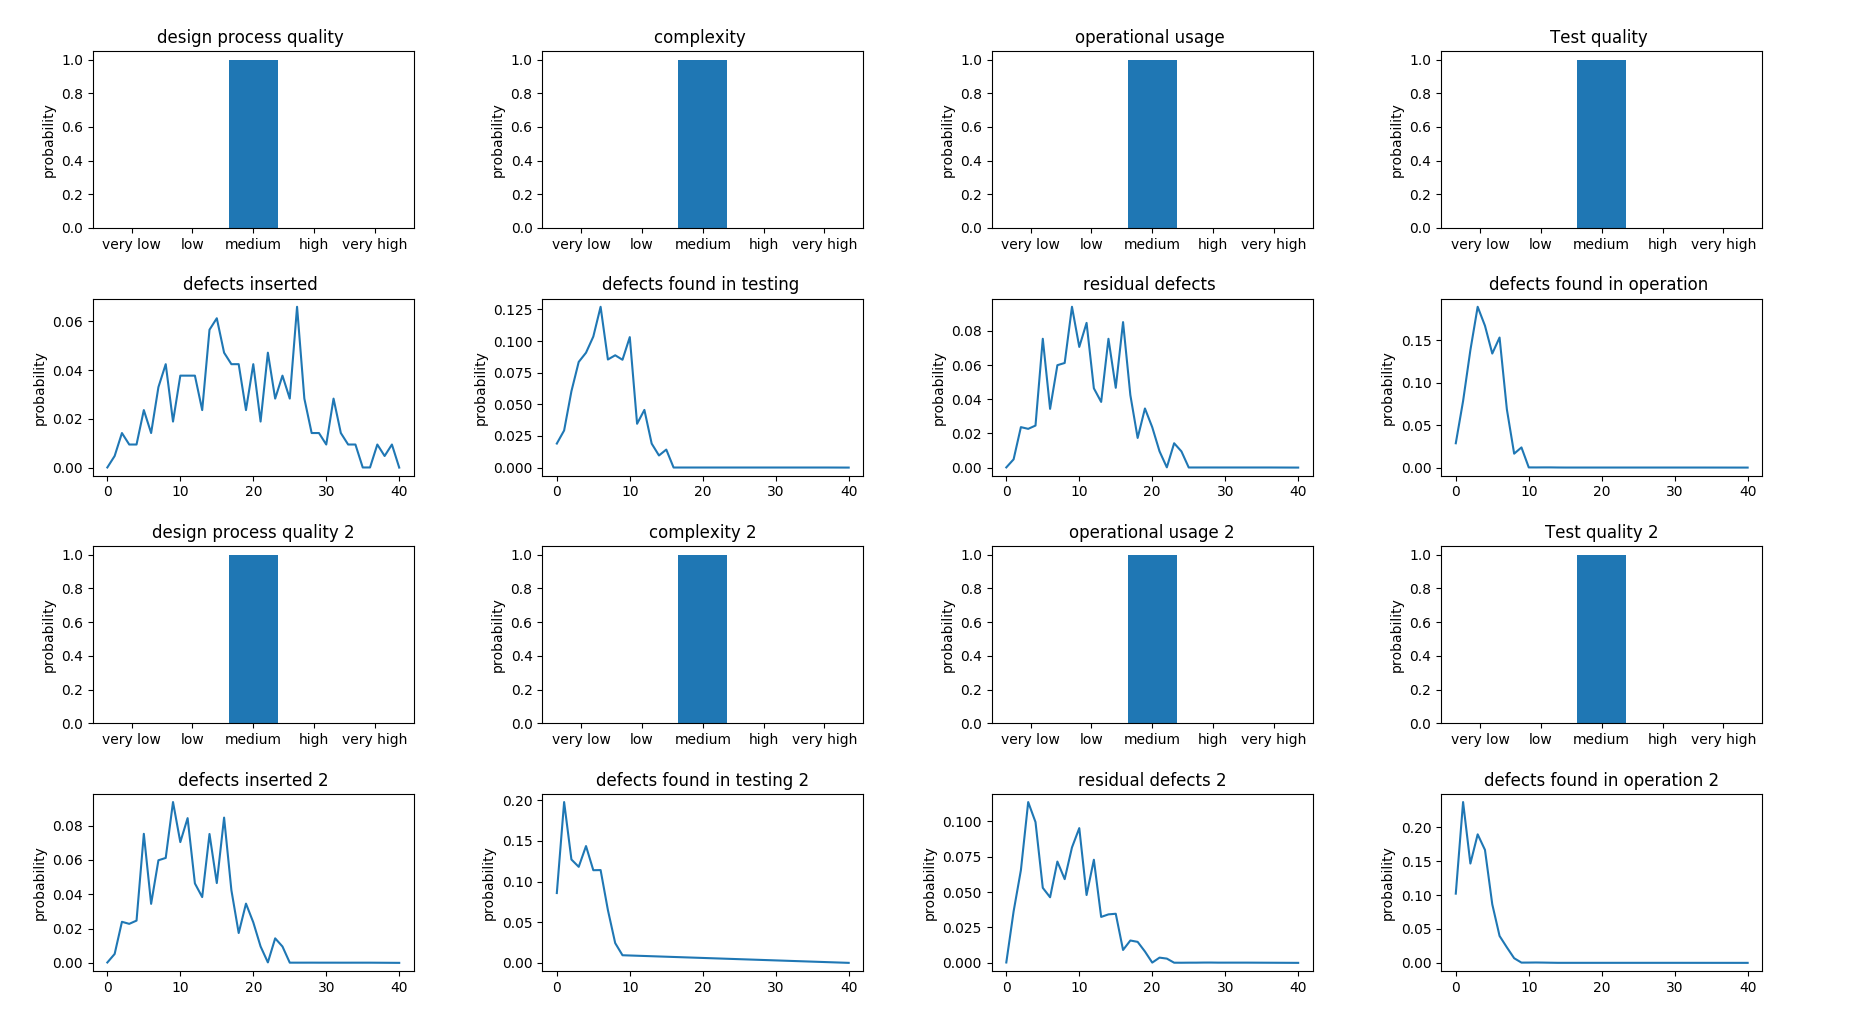 design process quality
complexity
operational usage
Test quality
probability
1.0
0.8
0.6
0.4
0.2
0.0
very low low medium high very high
probability
1.0
0.8
0.6
0.4
0.2
0.0
very low low medium high very high
probability
1.0
0.8
0.6
0.4
0.2
0.0
very low low medium high very high
probability
1.0
0.8
0.6
0.4
0.2
0.0
very low low medium high very high
defects inserted
defects found in testing
residual defects
defects found in operation
probability
0.06
0.04
0.02
0.00
0 10 20 30 40
probability
0.125
0.100
0.075
0.050
0.025
0.000
0 10 20 30 40
probability
0.08
0.06
0.04
0.02
0.00
0 10 20 30 40
probability
0.15
0.10
0.05
0.00
0 10 20 30 40
design process quality 2
complexity 2
operational usage 2
Test quality 2
probability
1.0
0.8
0.6
0.4
0.2
0.0
very low low medium high very high
probability
1.0
0.8
0.6
0.4
0.2
0.0
very low low medium high very high
probability
1.0
0.8
0.6
0.4
0.2
0.0
very low low medium high very high
probability
1.0
0.8
0.6
0.4
0.2
0.0
very low low medium high very high
defects inserted 2
defects found in testing 2
residual defects 2
defects found in operation 2
probability
0.08
0.06
0.04
0.02
0.00
0 10 20 30 40
probability
0.20
0.15
0.10
0.05
0.00
0 10 20 30 40
probability
0.100
0.075
0.050
0.025
0.000
0 10 20 30 40
probability
0.20
0.15
0.10
0.05
0.00
0 10 20 30 40